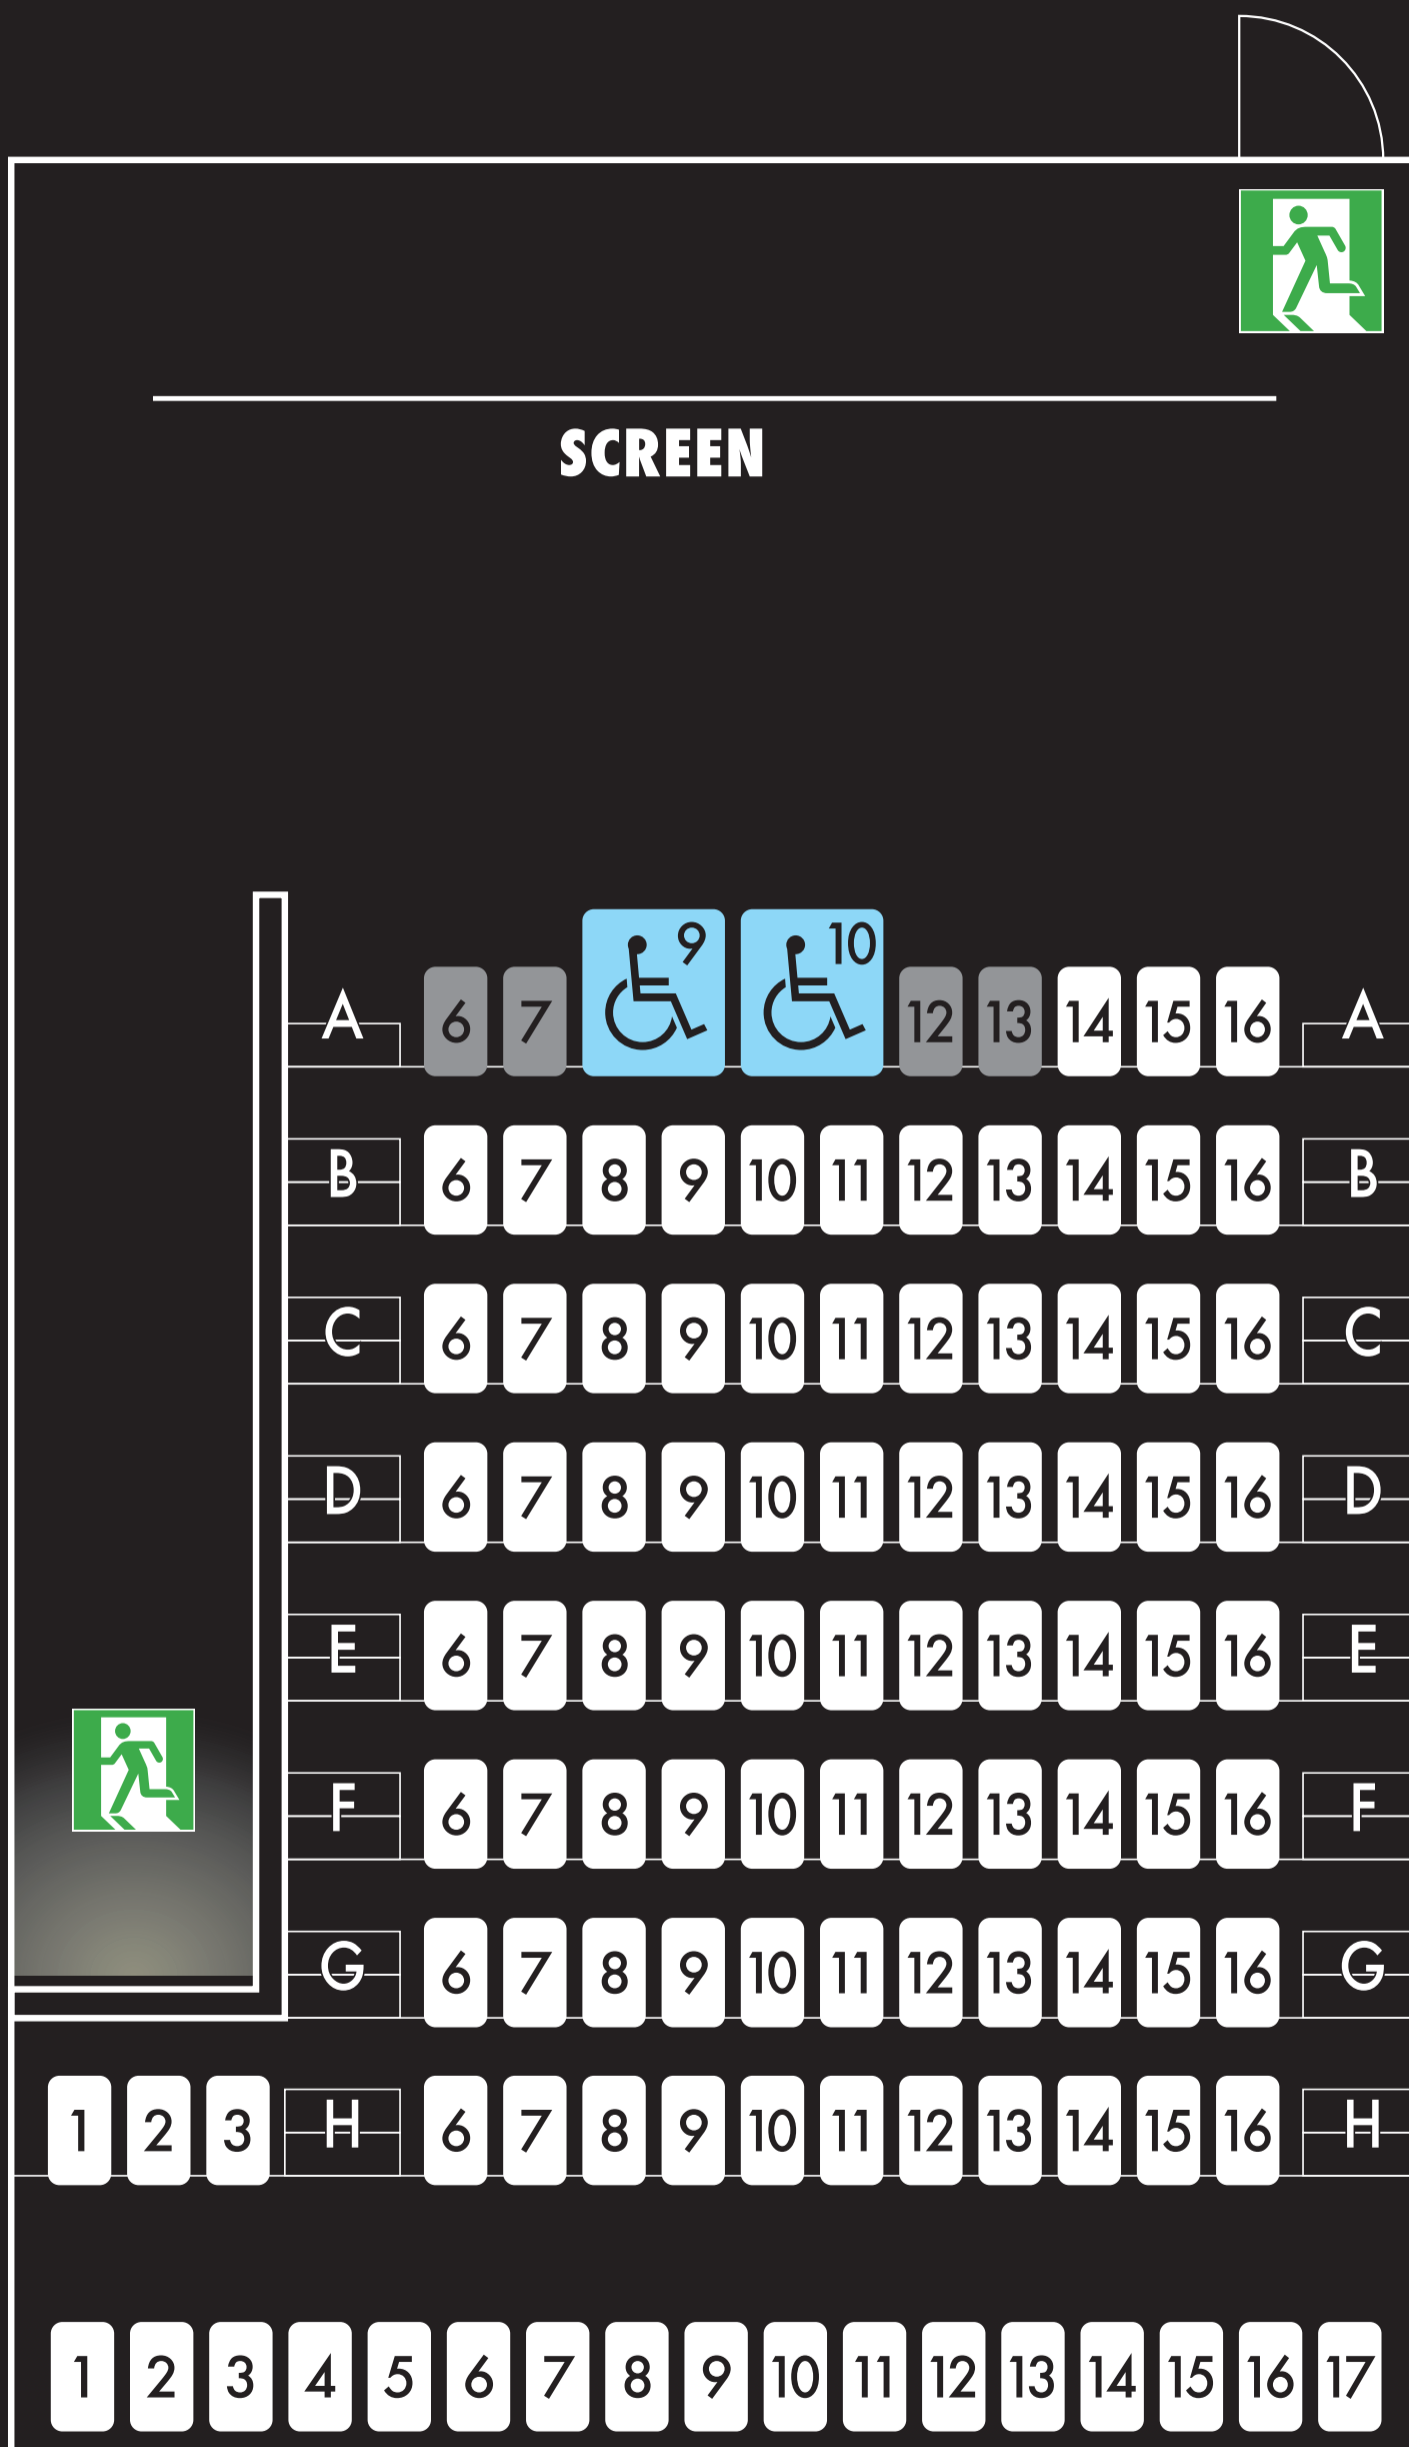 SCREEN
A 6 7 9 10 12 13 14 15 16 A
B 6 7 8 9 10 11 12 13 14 15 16 B
C 6 7 8 9 10 11 12 13 14 15 16 C
D 6 7 8 9 10 11 12 13 14 15 16 D
E 6 7 8 9 10 11 12 13 14 15 16 E
F 6 7 8 9 10 11 12 13 14 15 16 F
G 6 7 8 9 10 11 12 13 14 15 16 G
1 2 3 H 6 7 8 9 10 11 12 13 14 15 16 H
1 2 3 4 5 6 7 8 9 10 11 12 13 14 15 16 17